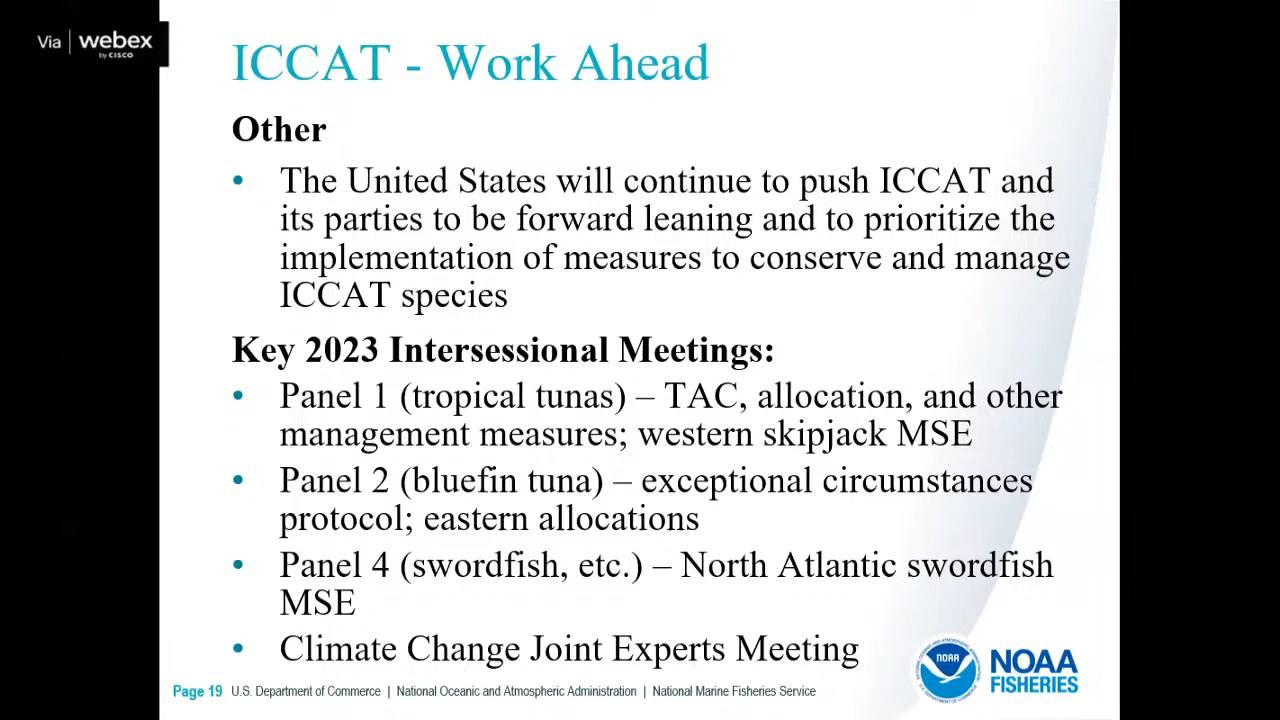 Via | webex
by CISCO
ICCAT - Work Ahead
Other
• The United States will continue to push ICCAT and
its parties to be forward leaning and to prioritize the
implementation of measures to conserve and manage
ICCAT species
Key 2023 Intersessional Meetings:
• Panel 1 (tropical tunas) – TAC, allocation, and other
management measures; western skipjack MSE
• Panel 2 (bluefin tuna) – exceptional circumstances
protocol; eastern allocations
• Panel 4 (swordfish, etc.) – North Atlantic swordfish
MSE
• Climate Change Joint Experts Meeting
NOAA
NOAA
FISHERIES
Page 19 U.S. Department of Commerce | National Oceanic and Atmospheric Administration | National Marine Fisheries Service